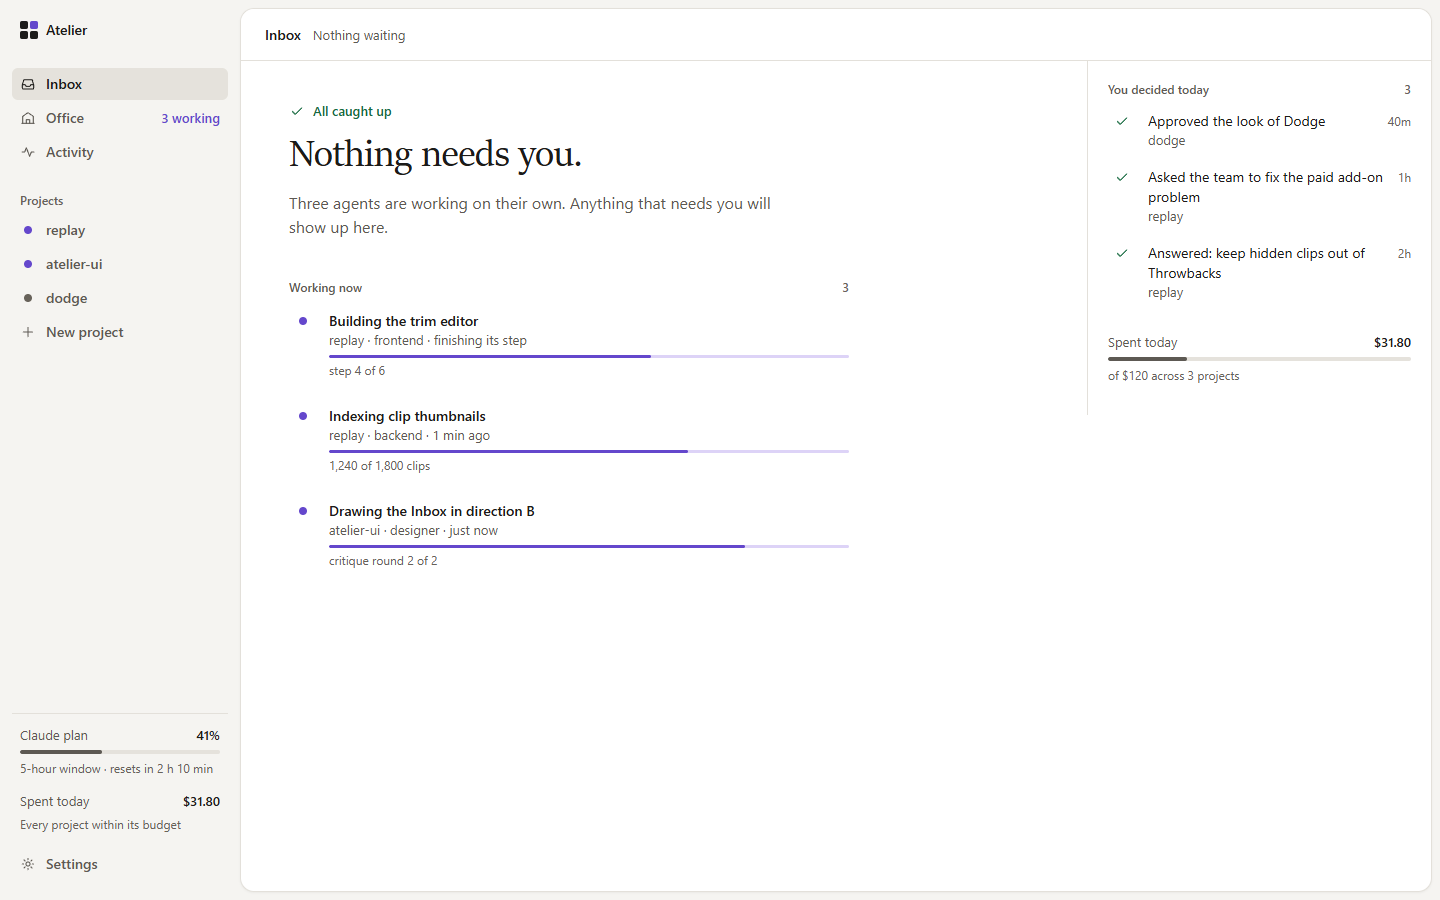 Atelier
Inbox
Office 3 working
Activity
Projects
replay
atelier-ui
dodge
New project
Claude plan 41%
5-hour window · resets in 2 h 10 min
Spent today $31.80
Every project within its budget
Settings
Inbox Nothing waiting
All caught up
Nothing needs you.
Three agents are working on their own. Anything that needs you will
show up here.
Working now 3
Building the trim editor
replay · frontend · finishing its step
step 4 of 6
Indexing clip thumbnails
replay · backend · 1 min ago
1,240 of 1,800 clips
Drawing the Inbox in direction B
atelier-ui · designer · just now
critique round 2 of 2
You decided today 3
Approved the look of Dodge 40m
dodge
Asked the team to fix the paid add-on 1h
problem
replay
Answered: keep hidden clips out of 2h
Throwbacks
replay
Spent today $31.80
of $120 across 3 projects